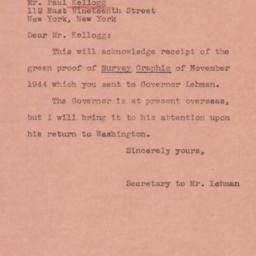 Mr. Paul Kellogg
112 East Nineteenth Street
New York, New York
Dear Mr. Kellogg:
This will acknowledge receipt of the
green proof of Survey Graphic of November
1944 which you sent to Governor Lehman.
The Governor is at present overseas,
but I will bring it to his attention upon
his return to Washington.
Sincerely yours,
Secretary to Mr. Lehman